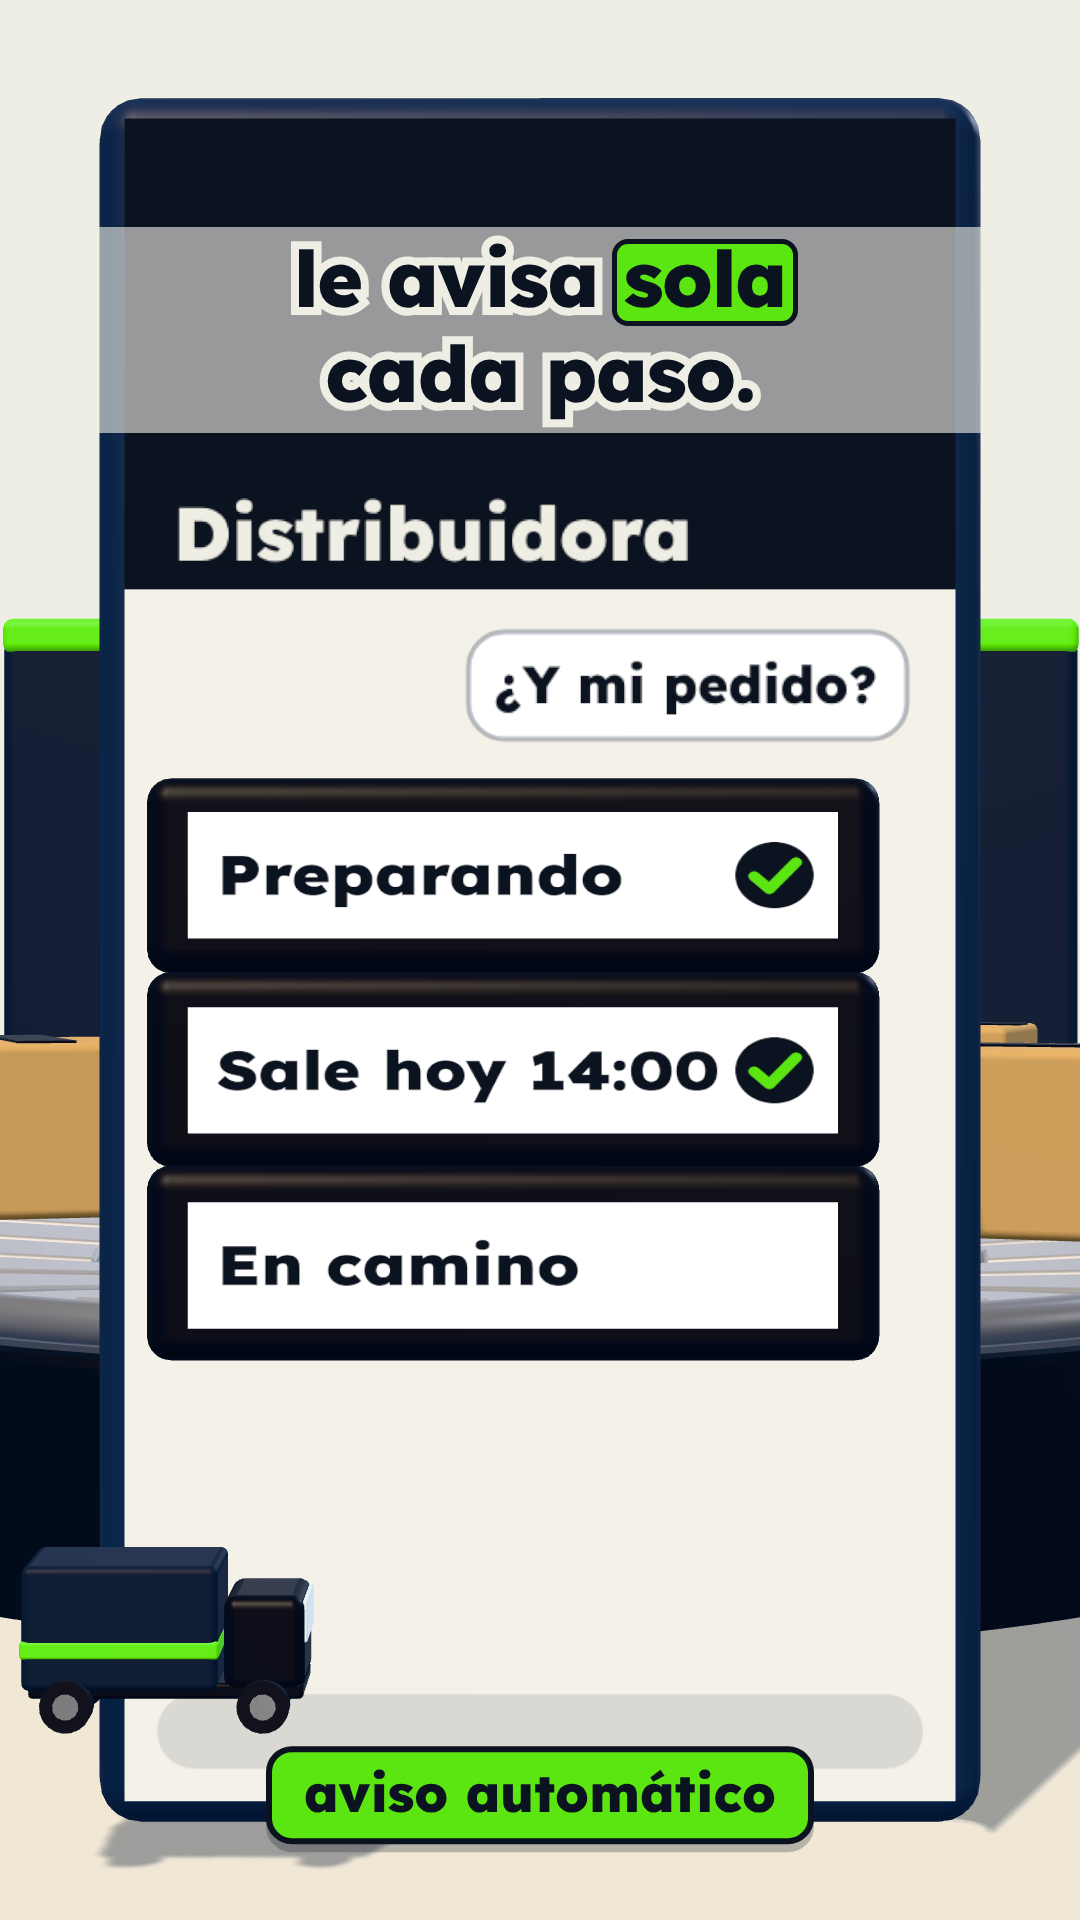 le avisa sola
cada paso.
Distribuidora
¿Y mi pedido?
Preparando
Sale hoy 14:00
En camino
aviso automático